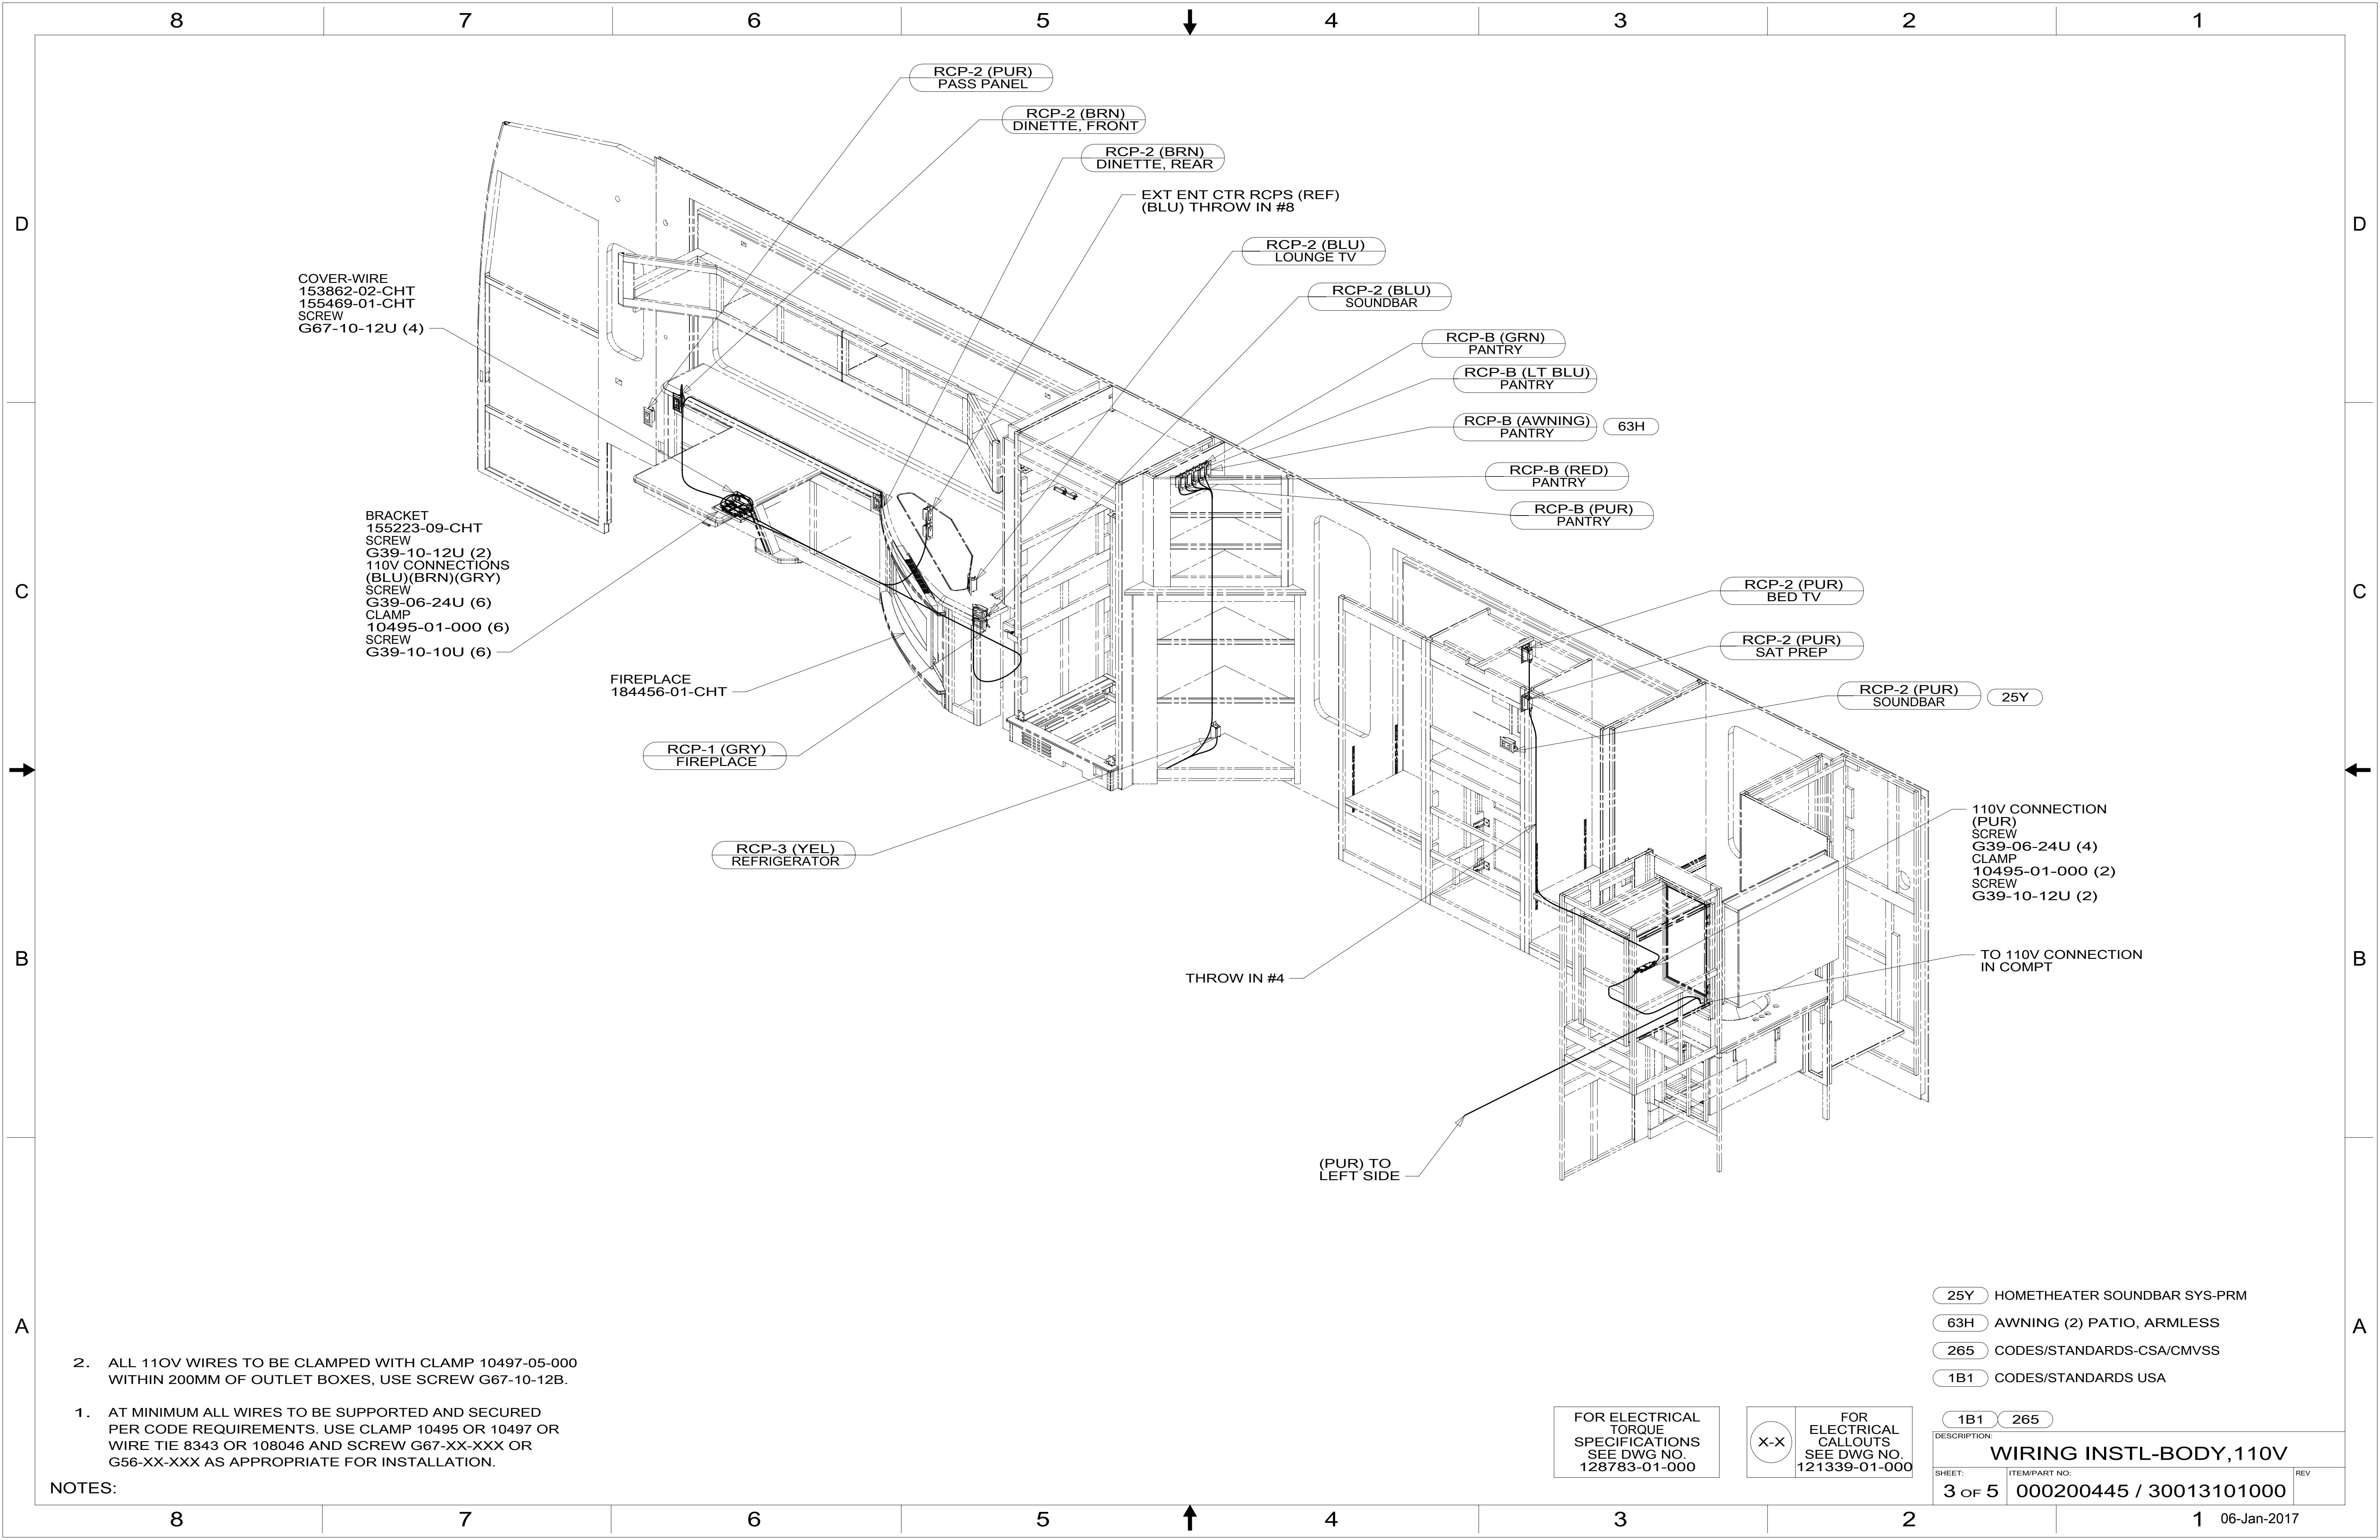 8 7 6 5 4 3 2 1
RCP-2 (PUR)
PASS PANEL
RCP-2 (BRN)
DINETTE, FRONT
RCP-2 (BRN)
DINETTE, REAR
EXT ENT CTR RCPS (REF)
(BLU) THROW IN #8
D
D
RCP-2 (BLU)
LOUNGE TV
COVER-WIRE
153862-02-CHT
155469-01-CHT
SCREW
G67-10-12U (4)
RCP-2 (BLU)
SOUNDBAR
RCP-B (GRN)
PANTRY
RCP-B (LT BLU)
PANTRY
RCP-B (AWNING)
PANTRY
63H
RCP-B (RED)
PANTRY
RCP-B (PUR)
PANTRY
BRACKET
155223-09-CHT
SCREW
G39-10-12U (2)
110V CONNECTIONS
(BLU)(BRN)(GRY)
SCREW
G39-06-24U (6)
CLAMP
10495-01-000 (6)
SCREW
G39-10-10U (6)
C
C
RCP-2 (PUR)
BED TV
RCP-2 (PUR)
SAT PREP
RCP-2 (PUR)
SOUNDBAR
25Y
FIREPLACE
184456-01-CHT
RCP-1 (GRY)
FIREPLACE
RCP-3 (YEL)
REFRIGERATOR
110V CONNECTION
(PUR)
SCREW
G39-06-24U (4)
CLAMP
10495-01-000 (2)
SCREW
G39-10-12U (2)
B
B
TO 110V CONNECTION
IN COMPT
THROW IN #4
(PUR) TO
LEFT SIDE
A
A
25Y HOMETHEATER SOUNDBAR SYS-PRM
63H AWNING (2) PATIO, ARMLESS
265 CODES/STANDARDS-CSA/CMVSS
1B1 CODES/STANDARDS USA
2. ALL 11OV WIRES TO BE CLAMPED WITH CLAMP 10497-05-000
WITHIN 200MM OF OUTLET BOXES, USE SCREW G67-10-12B.
1. AT MINIMUM ALL WIRES TO BE SUPPORTED AND SECURED
PER CODE REQUIREMENTS. USE CLAMP 10495 OR 10497 OR
WIRE TIE 8343 OR 108046 AND SCREW G67-XX-XXX OR
G56-XX-XXX AS APPROPRIATE FOR INSTALLATION.
NOTES:
FOR ELECTRICAL
TORQUE
SPECIFICATIONS
SEE DWG NO.
128783-01-000
X-X
FOR
ELECTRICAL
CALLOUTS
SEE DWG NO.
121339-01-000
1B1 265
DESCRIPTION:
WIRING INSTL-BODY,110V
SHEET:
3 OF 5
ITEM/PART NO:
000200445 / 30013101000
REV
8 7 6 5 4 3 2 1
06-Jan-2017